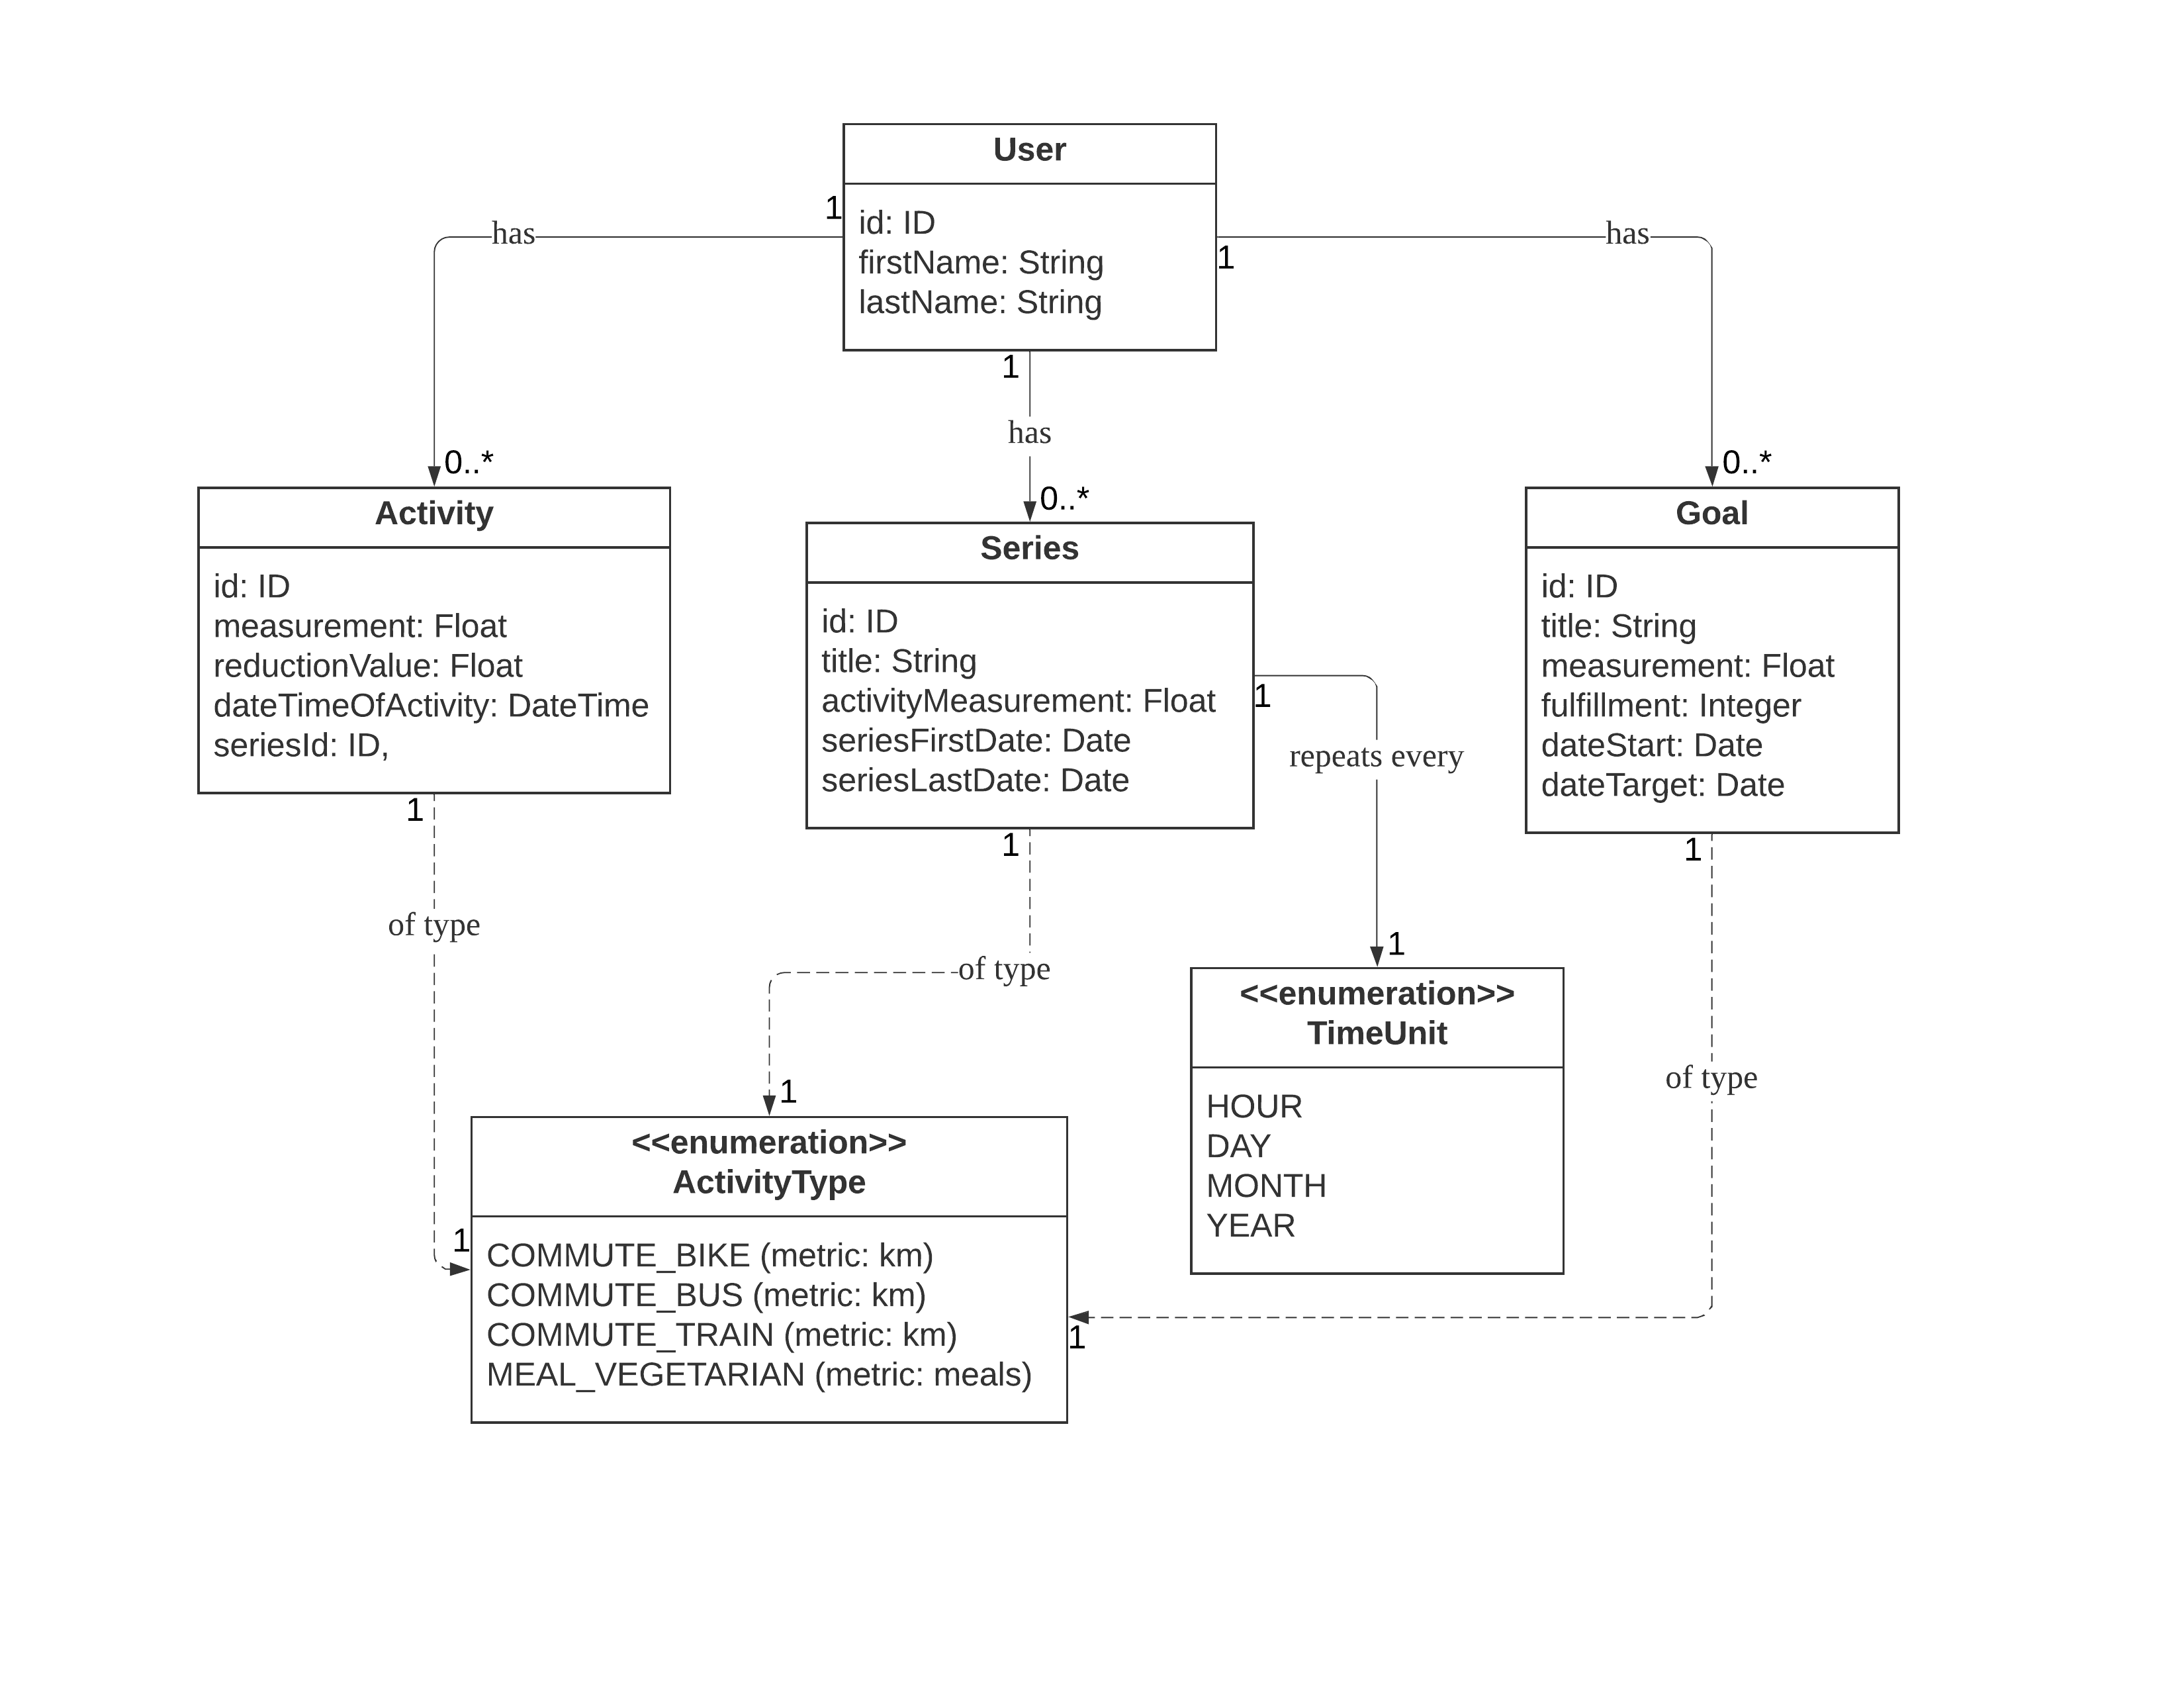 User
id: ID
firstName: String
lastName: String
1
has
1
has
1
has
0..*
0..*
0..*
Activity
id: ID
measurement: Float
reductionValue: Float
dateTimeOfActivity: DateTime
seriesId: ID,
Series
id: ID
title: String
activityMeasurement: Float
seriesFirstDate: Date
seriesLastDate: Date
Goal
id: ID
title: String
measurement: Float
fulfillment: Integer
dateStart: Date
dateTarget: Date
1
repeats every
1
1
of type
1
1
of type
1
1
of type
1
<<enumeration>>
TimeUnit
HOUR
DAY
MONTH
YEAR
<<enumeration>>
ActivityType
COMMUTE_BIKE (metric: km)
COMMUTE_BUS (metric: km)
COMMUTE_TRAIN (metric: km)
MEAL_VEGETARIAN (metric: meals)